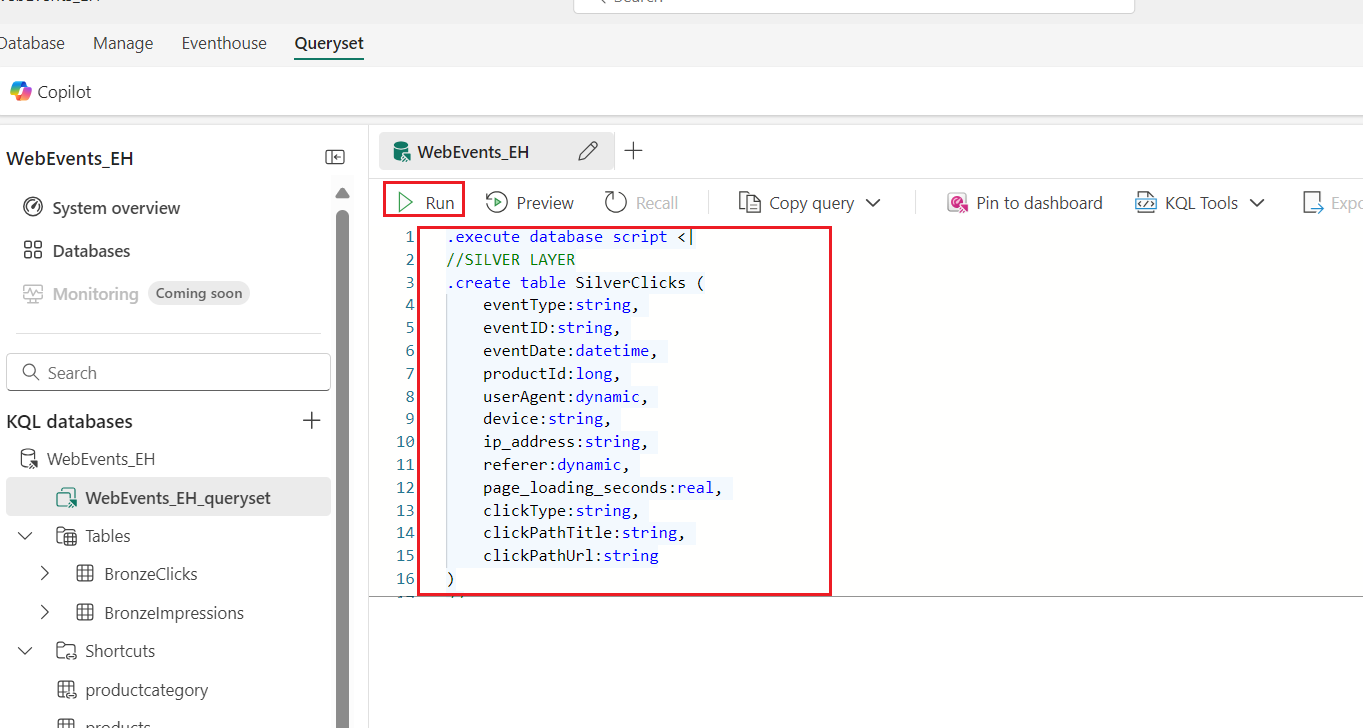 Search
Database Manage Eventhouse Queryset
Copilot
WebEvents_EH
System overview
Databases
Monitoring Coming soon
Search
KQL databases
WebEvents_EH
WebEvents_EH_queryset
Tables
BronzeClicks
BronzeImpressions
Shortcuts
productcategory
products
WebEvents_EH
Run Preview Recall Copy query Pin to dashboard KQL Tools Expo
1 .execute database script <|
2 //SILVER LAYER
3 .create table SilverClicks (
4 eventType:string,
5 eventID:string,
6 eventDate:datetime,
7 productId:long,
8 userAgent:dynamic,
9 device:string,
10 ip_address:string,
11 referer:dynamic,
12 page_loading_seconds:real,
13 clickType:string,
14 clickPathTitle:string,
15 clickPathUrl:string
16 )